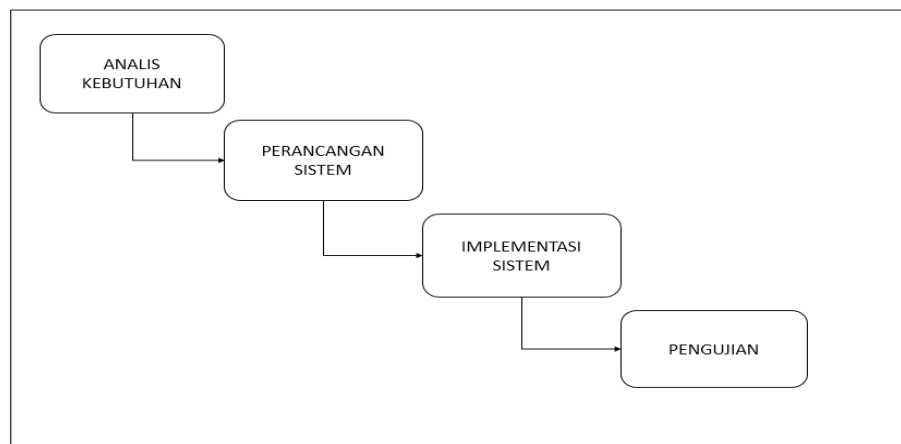 ANALIS
KEBUTUHAN
PERANCANGAN
SISTEM
IMPLEMENTASI
SISTEM
PENGUJIAN